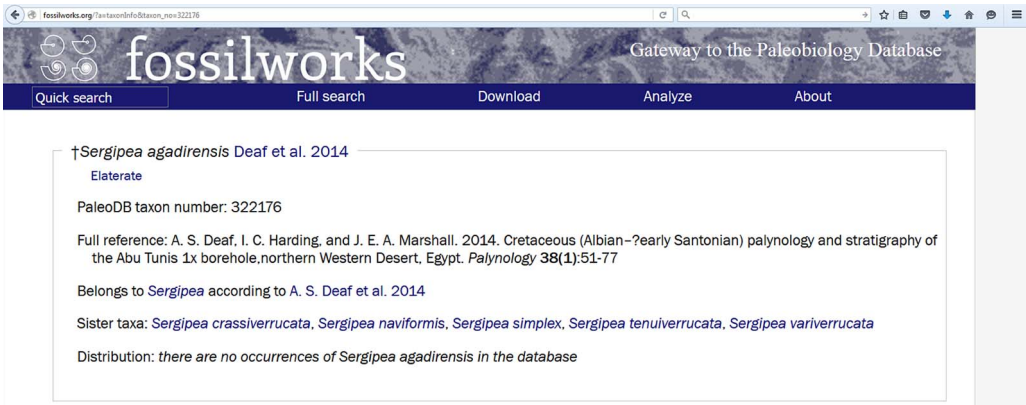 fossilworks.org/?a=taxonInfo&taxon_no=322176
fossilworks
Gateway to the Paleobiology Database
Quick search Full search Download Analyze About
†Sergipea agadirensis Deaf et al. 2014
Elaterate
PaleoDB taxon number: 322176
Full reference: A. S. Deaf, I. C. Harding, and J. E. A. Marshall. 2014. Cretaceous (Albian–?early Santonian) palynology and stratigraphy of
the Abu Tunis 1x borehole,northern Western Desert, Egypt. Palynology 38(1):51-77
Belongs to Sergipea according to A. S. Deaf et al. 2014
Sister taxa: Sergipea crassiverrucata, Sergipea naviformis, Sergipea simplex, Sergipea tenuiverrucata, Sergipea variverrucata
Distribution: there are no occurrences of Sergipea agadirensis in the database